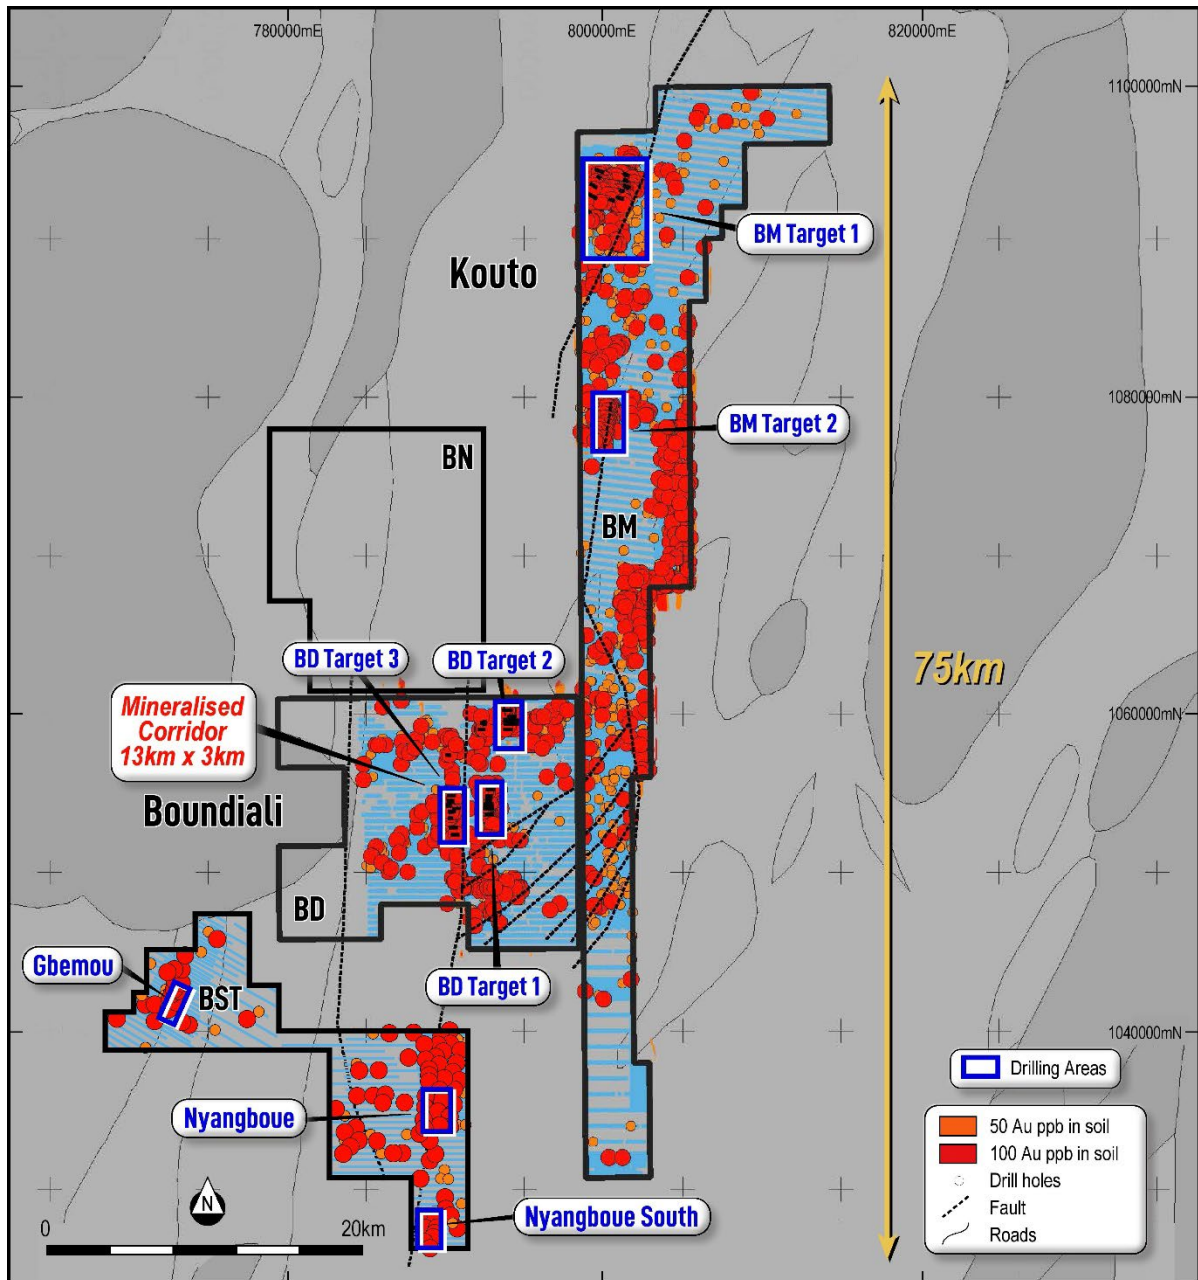 780000mE
800000mE
820000mE
1100000mN
BM Target 1
Kouto
1080000mN
BM Target 2
BN
BM
BD Target 3
BD Target 2
75km
Mineralised
Corridor
13km x 3km
1060000mN
Boundiali
BD
Gbemou
BD Target 1
BST
1040000mN
Drilling Areas
Nyangboue
50 Au ppb in soil
100 Au ppb in soil
Drill holes
Fault
Roads
N
0
20km
Nyangboue South